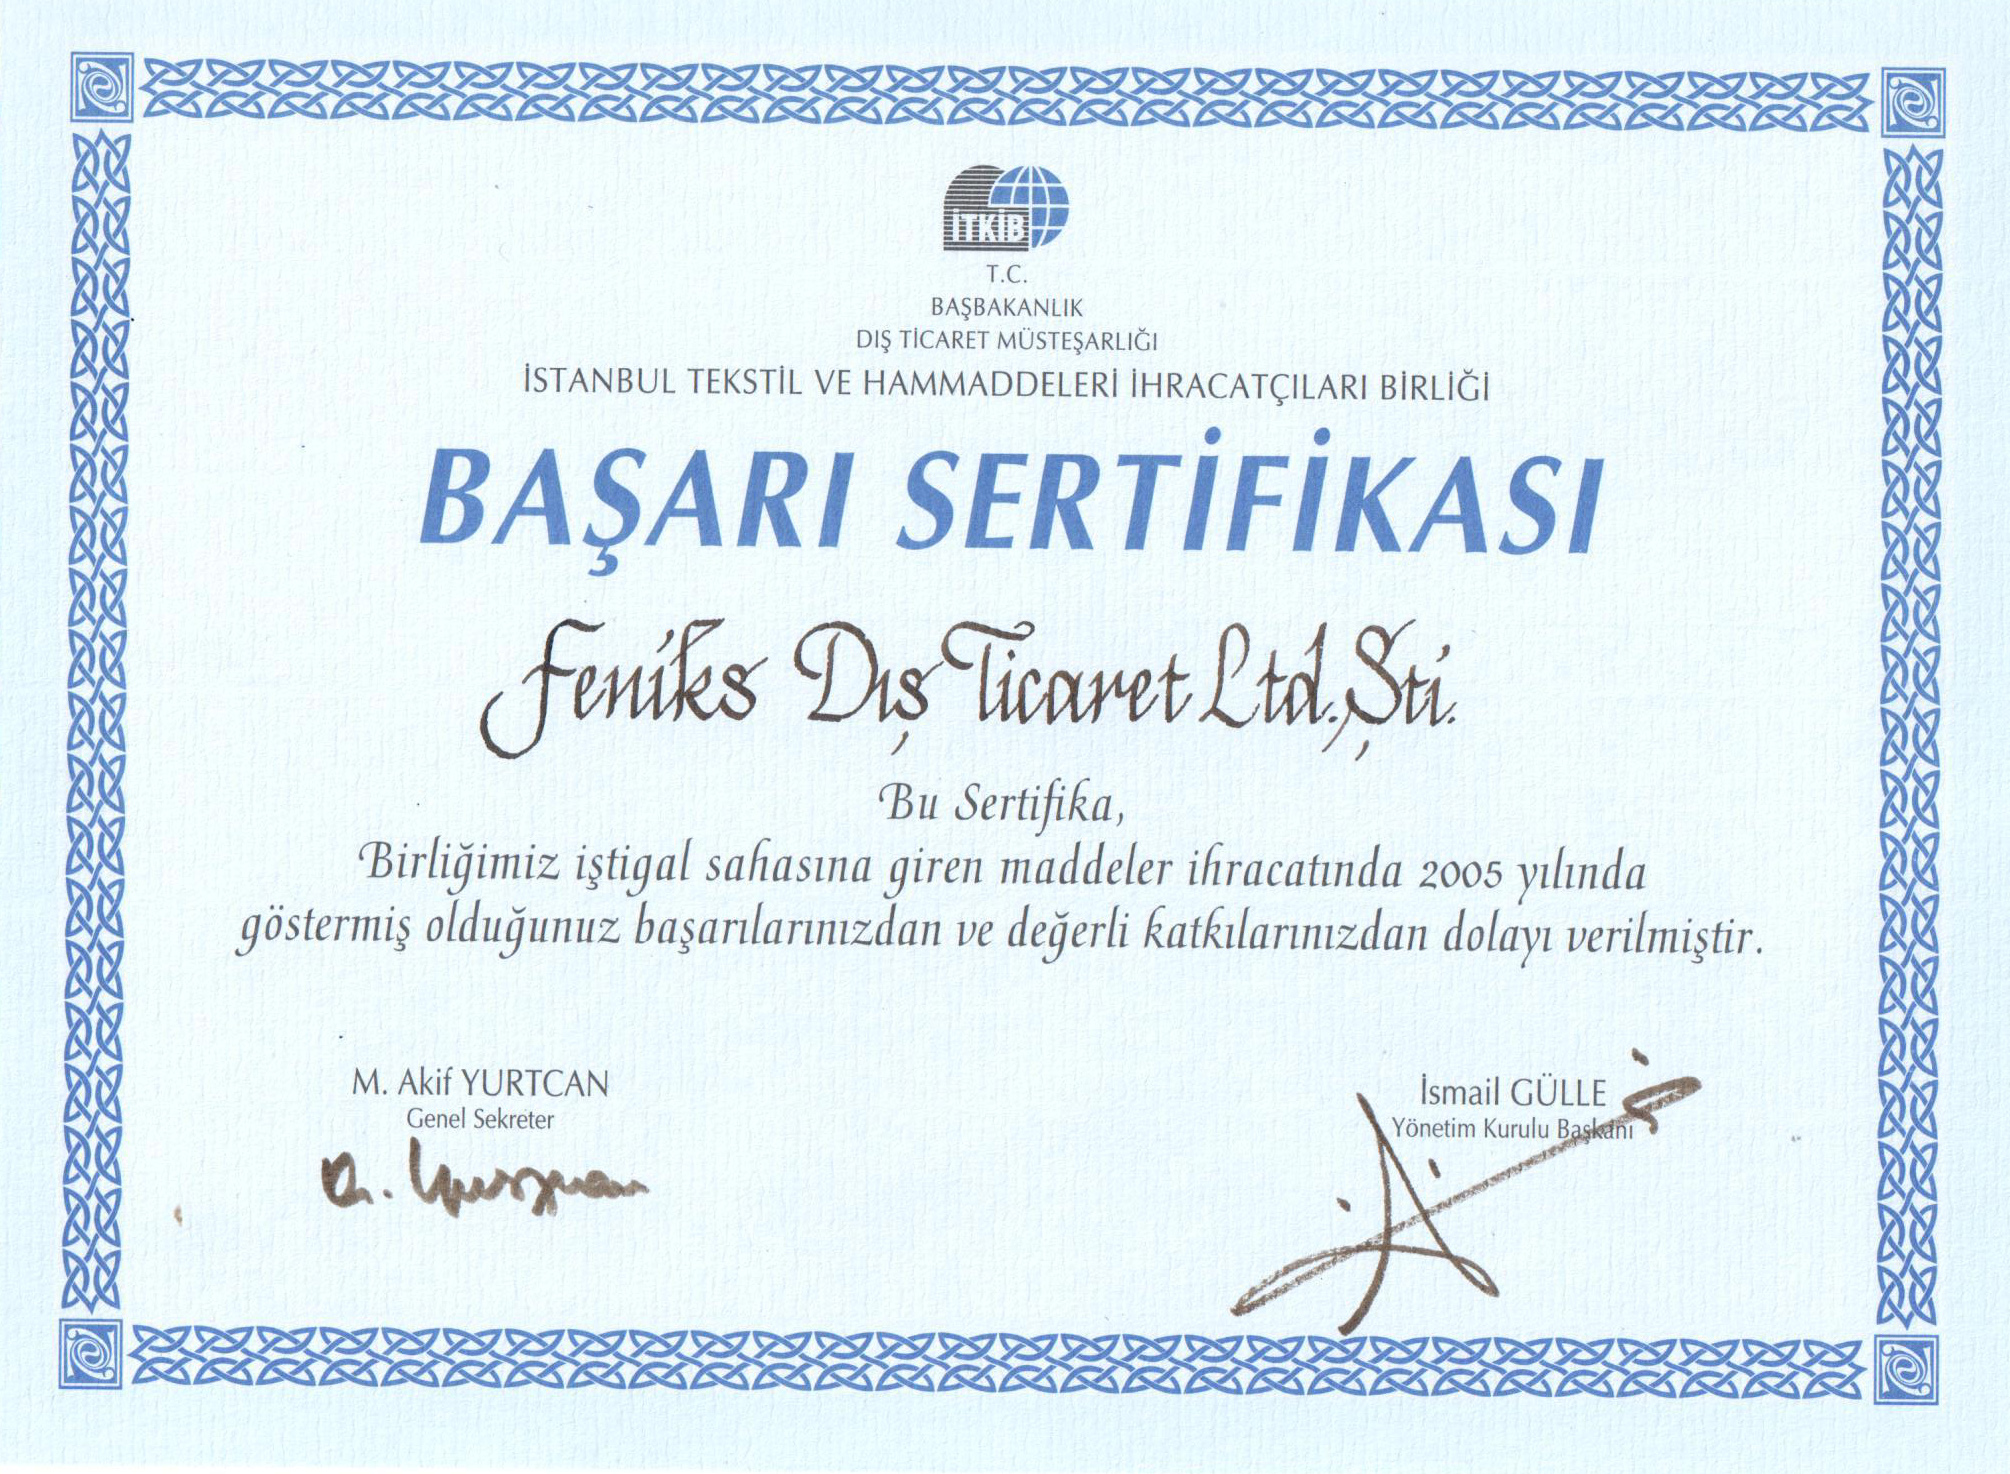 İTKİB
T.C.
BAŞBAKANLIK
DIŞ TİCARET MÜSTEŞARLIĞI
İSTANBUL TEKSTİL VE HAMMADDELERİ İHRACATÇILARI BİRLİĞİ
BAŞARI SERTİFİKASI
Feniks Dış Ticaret Ltd. Şti.
Bu Sertifika,
Birliğimiz iştigal sahasına giren maddeler ihracatında 2005 yılında
göstermiş olduğunuz başarılarınızdan ve değerli katkılarınızdan dolayı verilmiştir.
M. Akif YURTCAN
Genel Sekreter
İsmail GÜLLE
Yönetim Kurulu Başkanı